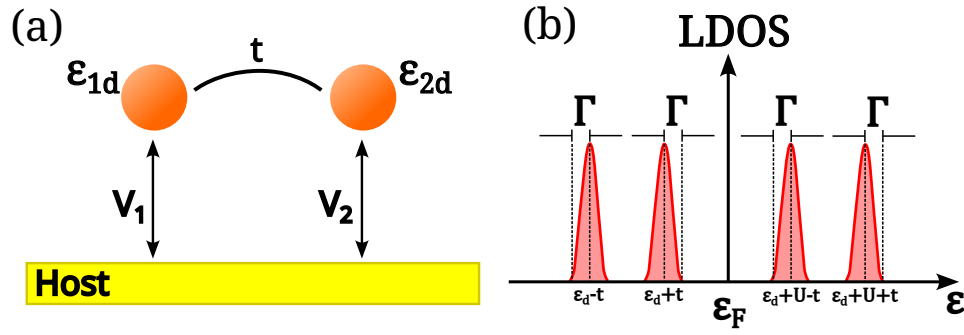 (a)
t
ε1d
ε2d
V1
V2
Host
(b)
LDOS
Γ Γ Γ Γ
εd-t εd+t εd+U-t εd+U+t
εF
ε